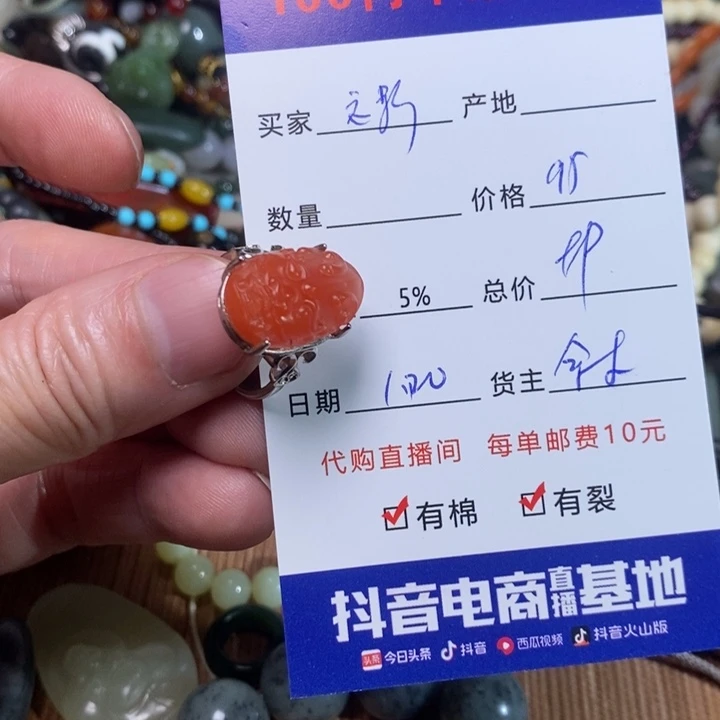 买家 产地
数量 价格 95
5% 总价
日期 货主
代购直播间 每单邮费10元
有棉 有裂
抖音电商直播基地
头条 今日头条 抖音 西瓜视频 抖音火山版